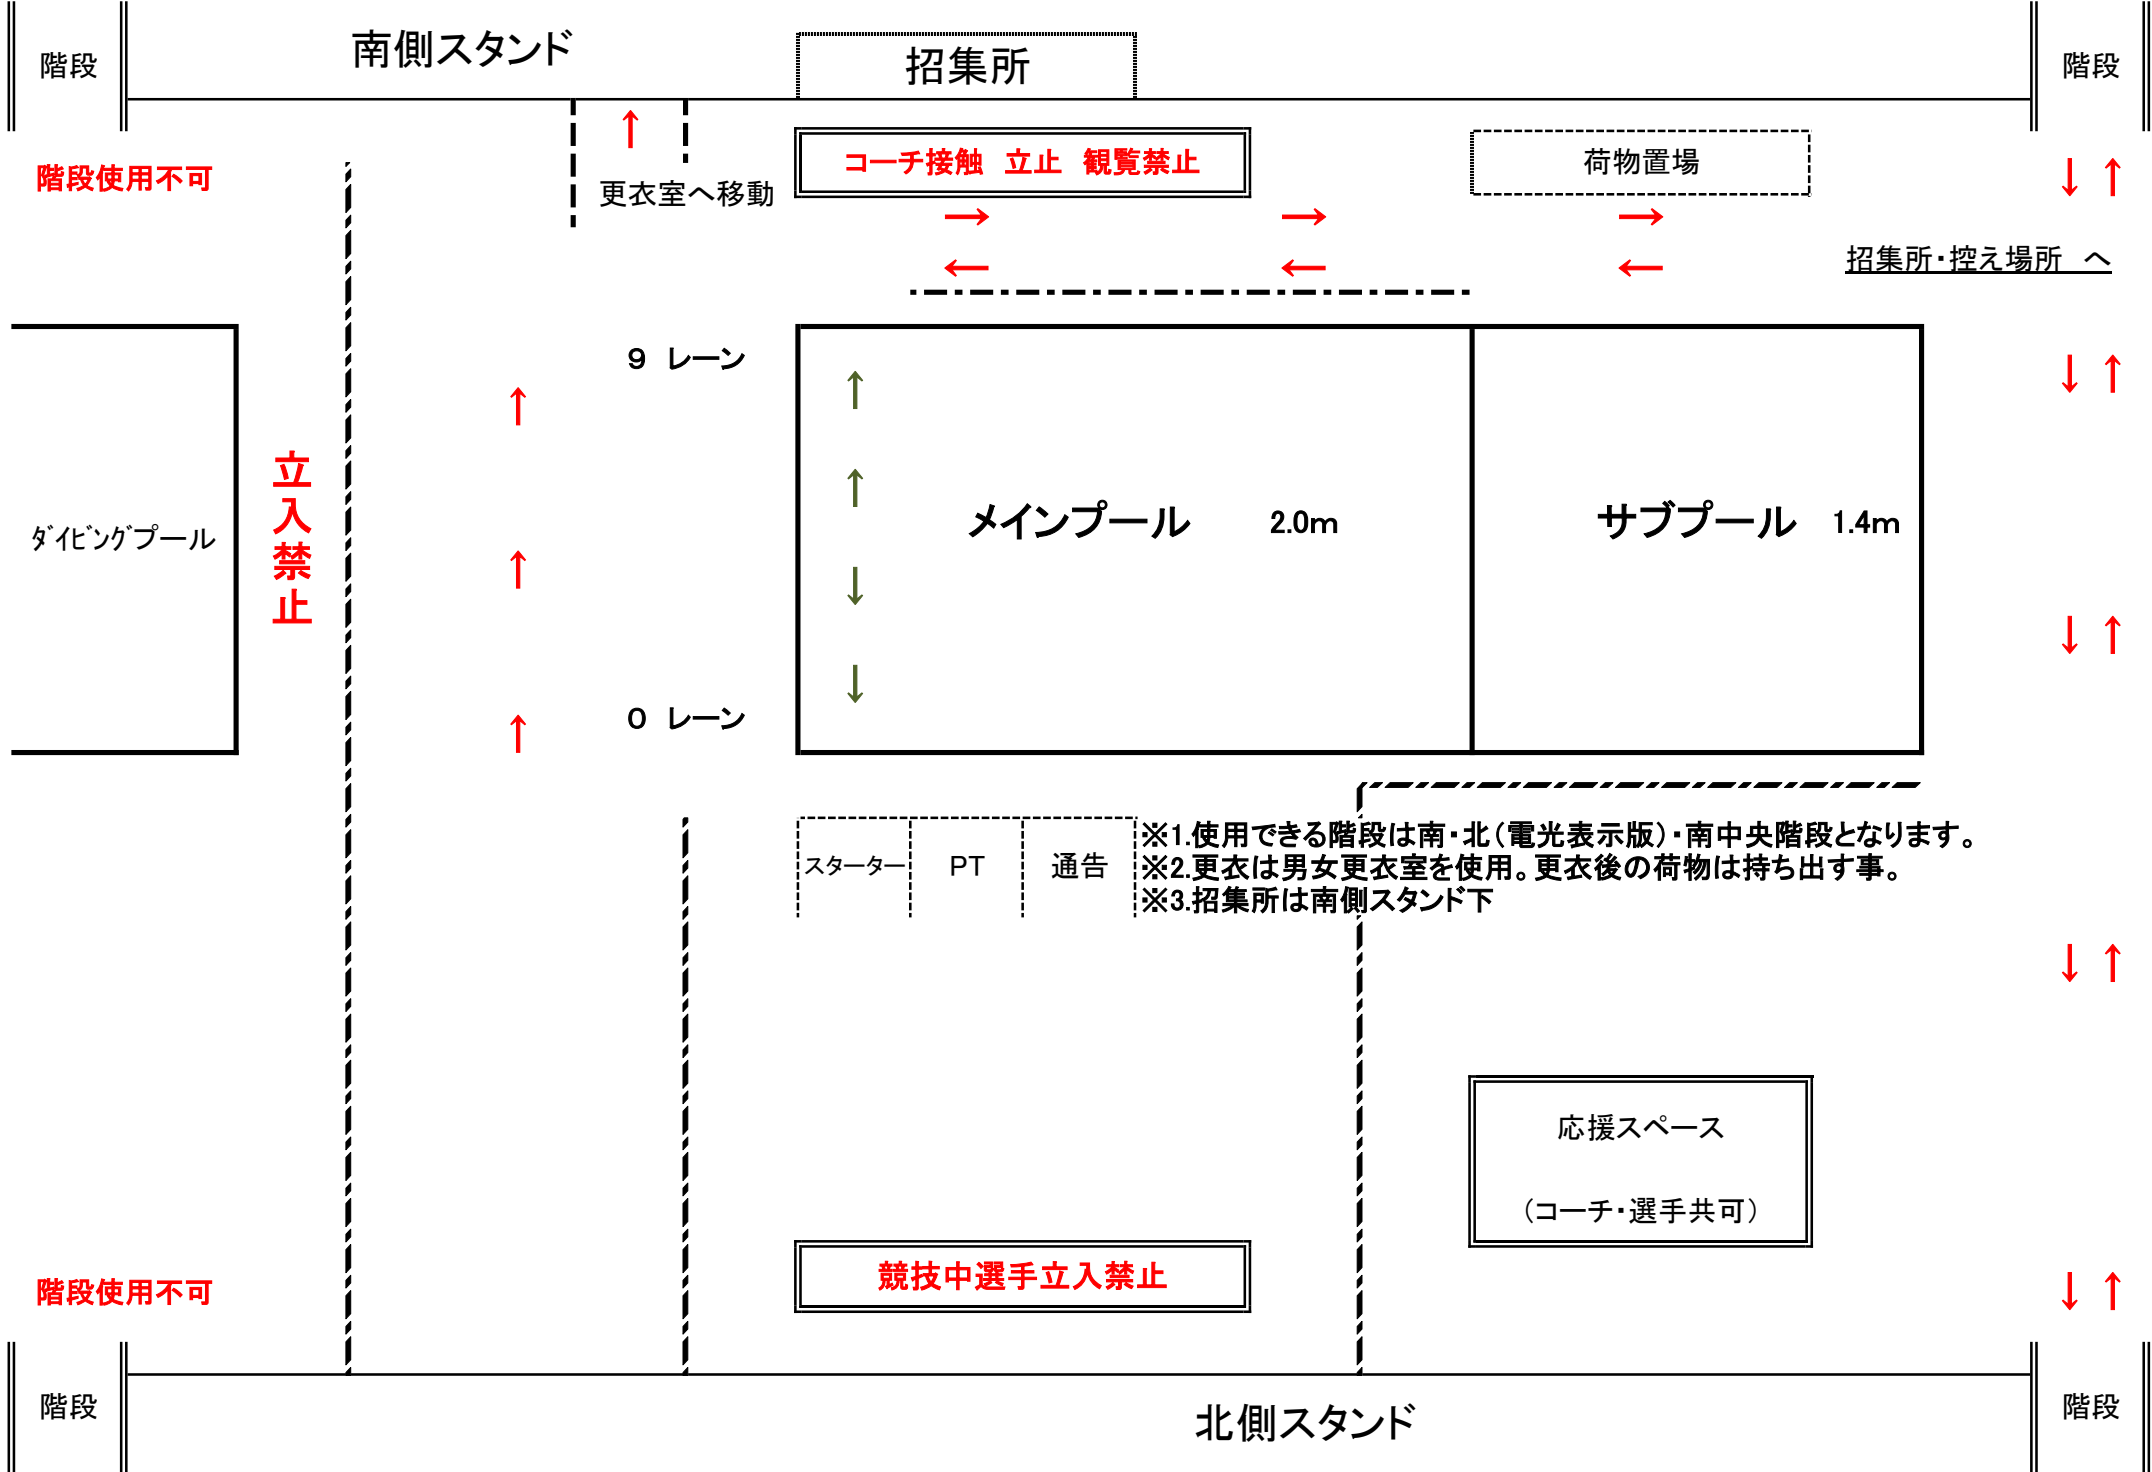 階段
南側スタンド
招集所
階段
階段使用不可
コーチ接触　立止　観覧禁止
荷物置場
更衣室へ移動
↑
↓ ↑
→ → →
← ← ←
招集所・控え場所　へ
9　レーン
立入禁止
ﾀﾞｲﾋﾞﾝｸﾞプール
メインプール　2.0m
サブプール　1.4m
0　レーン
スターター
PT
通告
※1.使用できる階段は南・北（電光表示版）・南中央階段となります。
※2.更衣は男女更衣室を使用。更衣後の荷物は持ち出す事。
※3.招集所は南側スタンド下
応援スペース
（コーチ・選手共可）
競技中選手立入禁止
階段使用不可
階段
北側スタンド
階段